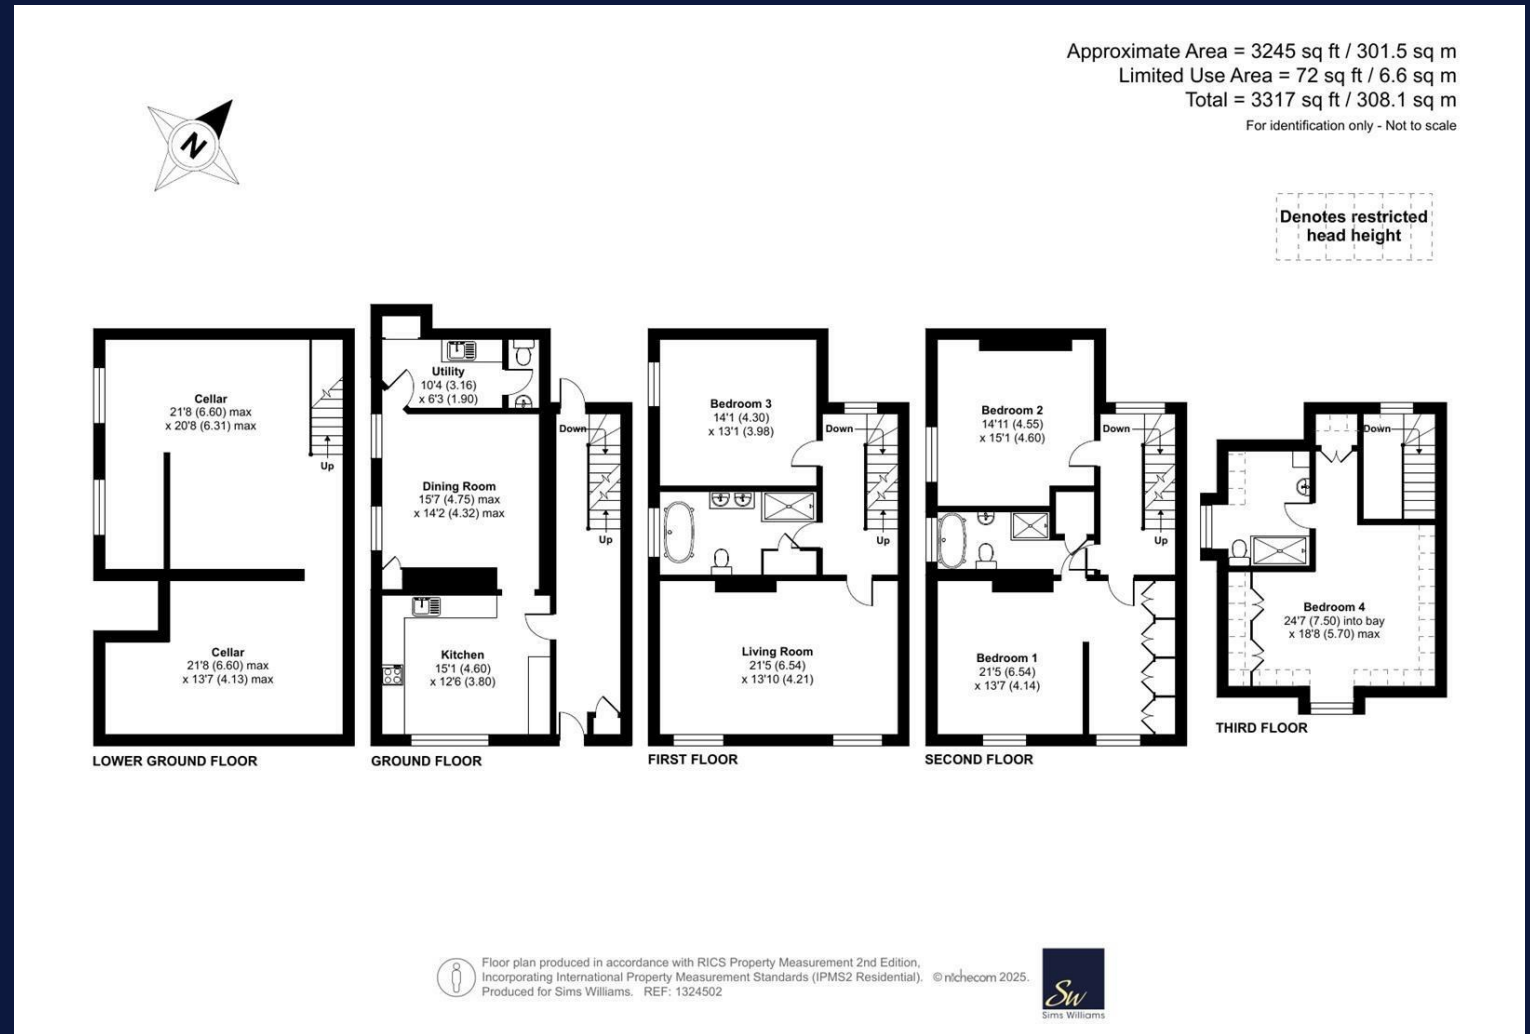 Approximate Area = 3245 sq ft / 301.5 sq m
Limited Use Area = 72 sq ft / 6.6 sq m
Total = 3317 sq ft / 308.1 sq m
For identification only - Not to scale
N
Denotes restricted
head height
Cellar
21'8 (6.60) max
x 20'8 (6.31) max
Up
Cellar
21'8 (6.60) max
x 13'7 (4.13) max
LOWER GROUND FLOOR
Utility
10'4 (3.16)
x 6'3 (1.90)
Down
Dining Room
15'7 (4.75) max
x 14'2 (4.32) max
Up
Kitchen
15'1 (4.60)
x 12'6 (3.80)
GROUND FLOOR
Bedroom 3
14'1 (4.30)
x 13'1 (3.98)
Down
Up
Living Room
21'5 (6.54)
x 13'10 (4.21)
FIRST FLOOR
Bedroom 2
14'11 (4.55)
x 15'1 (4.60)
Down
Up
Bedroom 1
21'5 (6.54)
x 13'7 (4.14)
SECOND FLOOR
Down
Bedroom 4
24'7 (7.50) into bay
x 18'8 (5.70) max
THIRD FLOOR
Floor plan produced in accordance with RICS Property Measurement 2nd Edition,
Incorporating International Property Measurement Standards (IPMS2 Residential). © nichecom 2025.
Produced for Sims Williams. REF: 1324502
Sw
Sims Williams